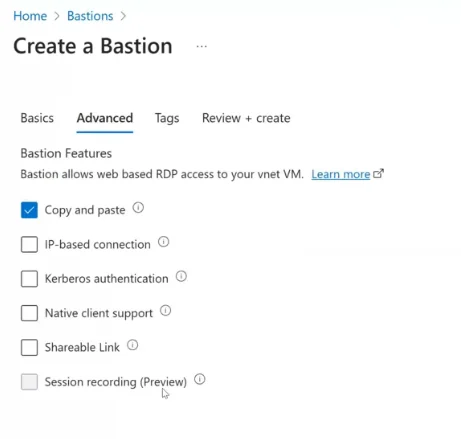 Home > Bastions >
Create a Bastion ...
Basics Advanced Tags Review + create
Bastion Features
Bastion allows web based RDP access to your vnet VM. Learn more
Copy and paste
IP-based connection
Kerberos authentication
Native client support
Shareable Link
Session recording (Preview)